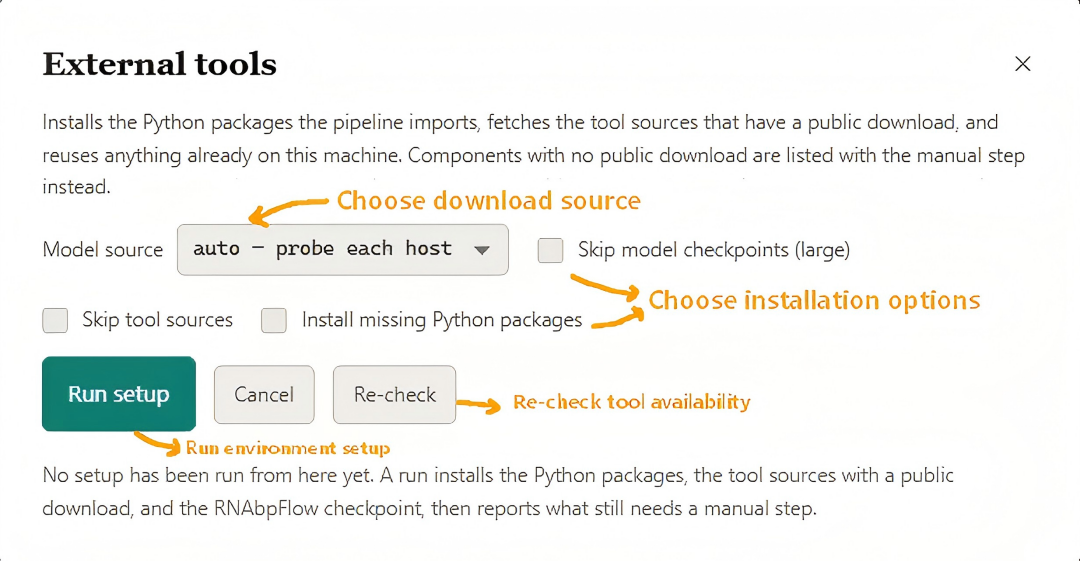 External tools
Installs the Python packages the pipeline imports, fetches the tool sources that have a public download, and
reuses anything already on this machine. Components with no public download are listed with the manual step
instead.
Choose download source
Model source
auto — probe each host
Skip model checkpoints (large)
Choose installation options
Skip tool sources
Install missing Python packages
Run setup
Cancel
Re-check
Re-check tool availability
Run environment setup
No setup has been run from here yet. A run installs the Python packages, the tool sources with a public
download, and the RNAbpFlow checkpoint, then reports what still needs a manual step.